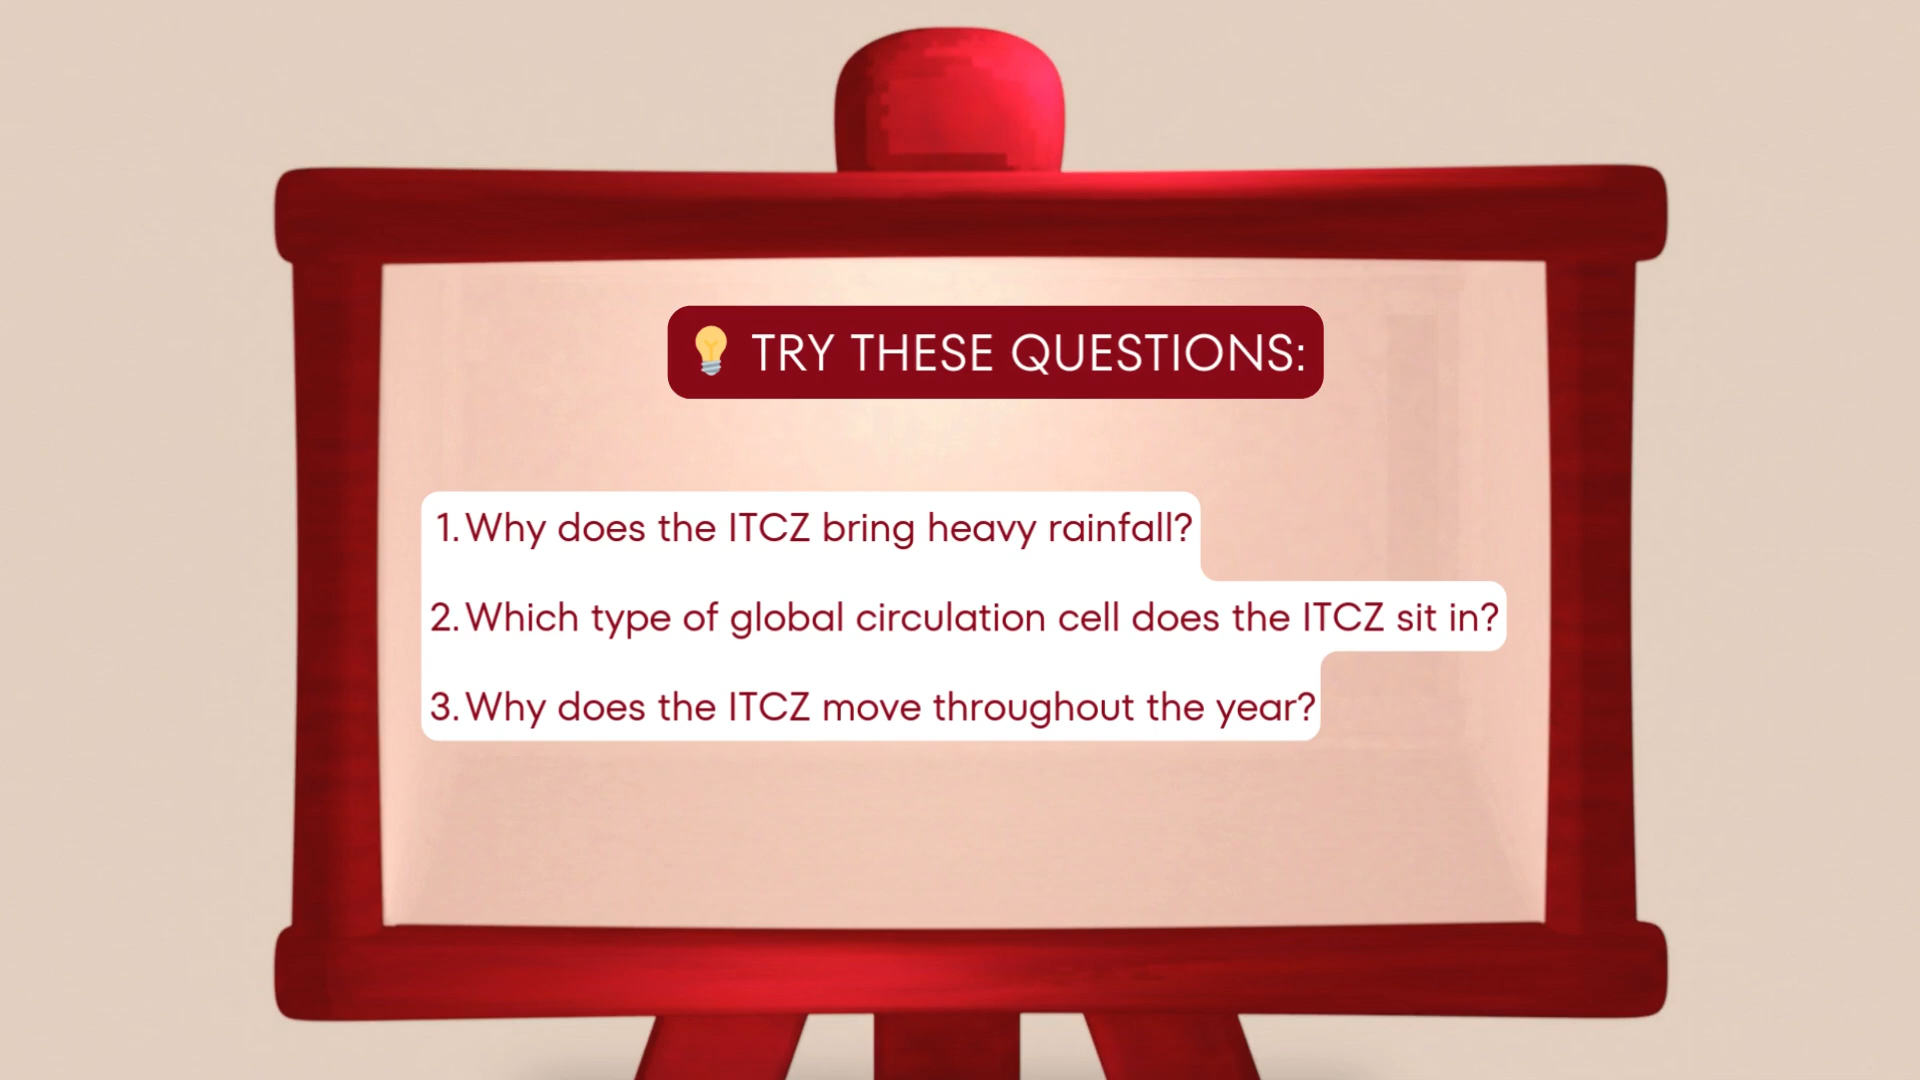 💡 TRY THESE QUESTIONS:
1. Why does the ITCZ bring heavy rainfall?
2. Which type of global circulation cell does the ITCZ sit in?
3. Why does the ITCZ move throughout the year?